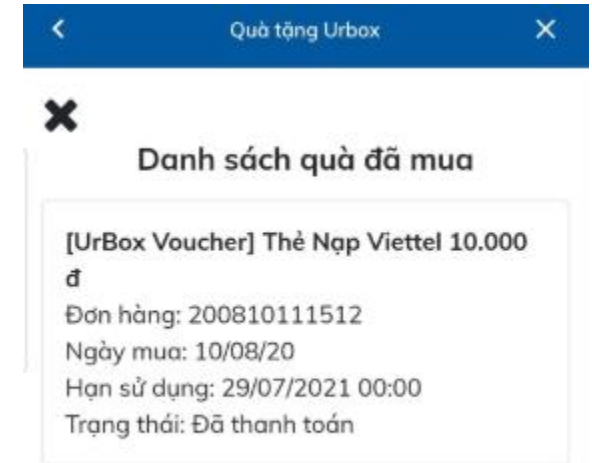 Quà tặng Urbox
Danh sách quà đã mua
[UrBox Voucher] Thẻ Nạp Viettel 10.000
đ
Đơn hàng: 200810111512
Ngày mua: 10/08/20
Hạn sử dụng: 29/07/2021 00:00
Trạng thái: Đã thanh toán